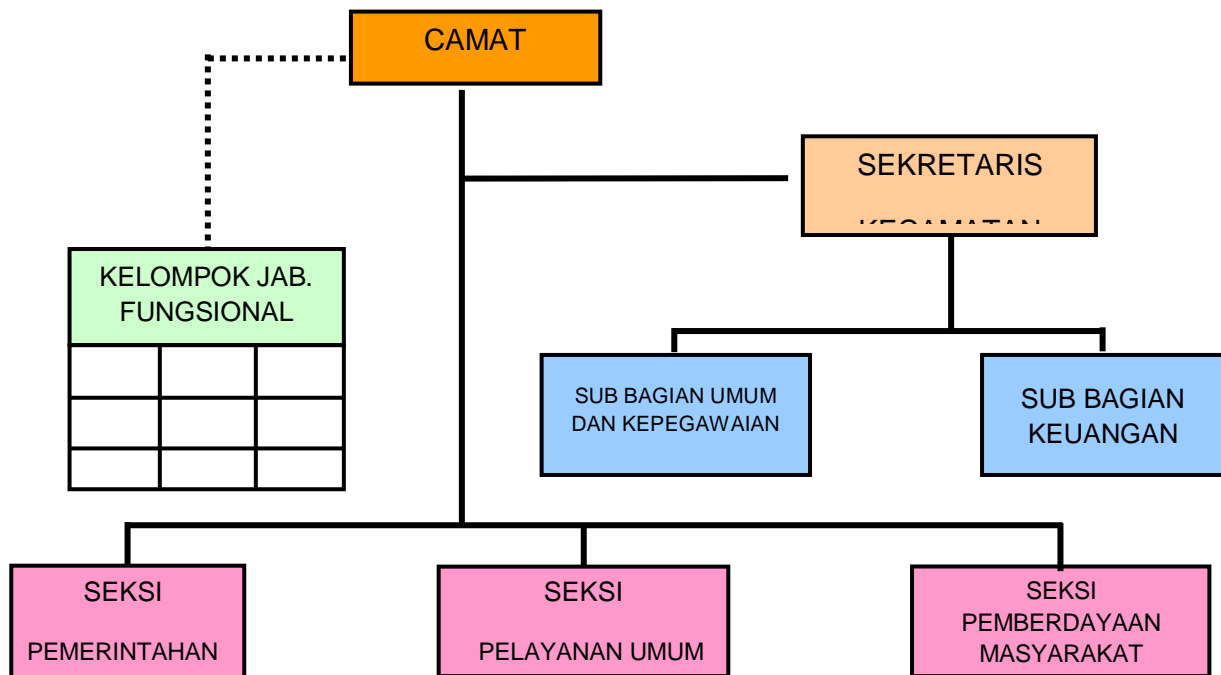 CAMAT
SEKRETARIS
KECAMATAN
KELOMPOK JAB.
FUNGSIONAL
SUB BAGIAN UMUM
DAN KEPEGAWAIAN
SUB BAGIAN
KEUANGAN
SEKSI
PEMERINTAHAN
SEKSI
PELAYANAN UMUM
SEKSI
PEMBERDAYAAN
MASYARAKAT